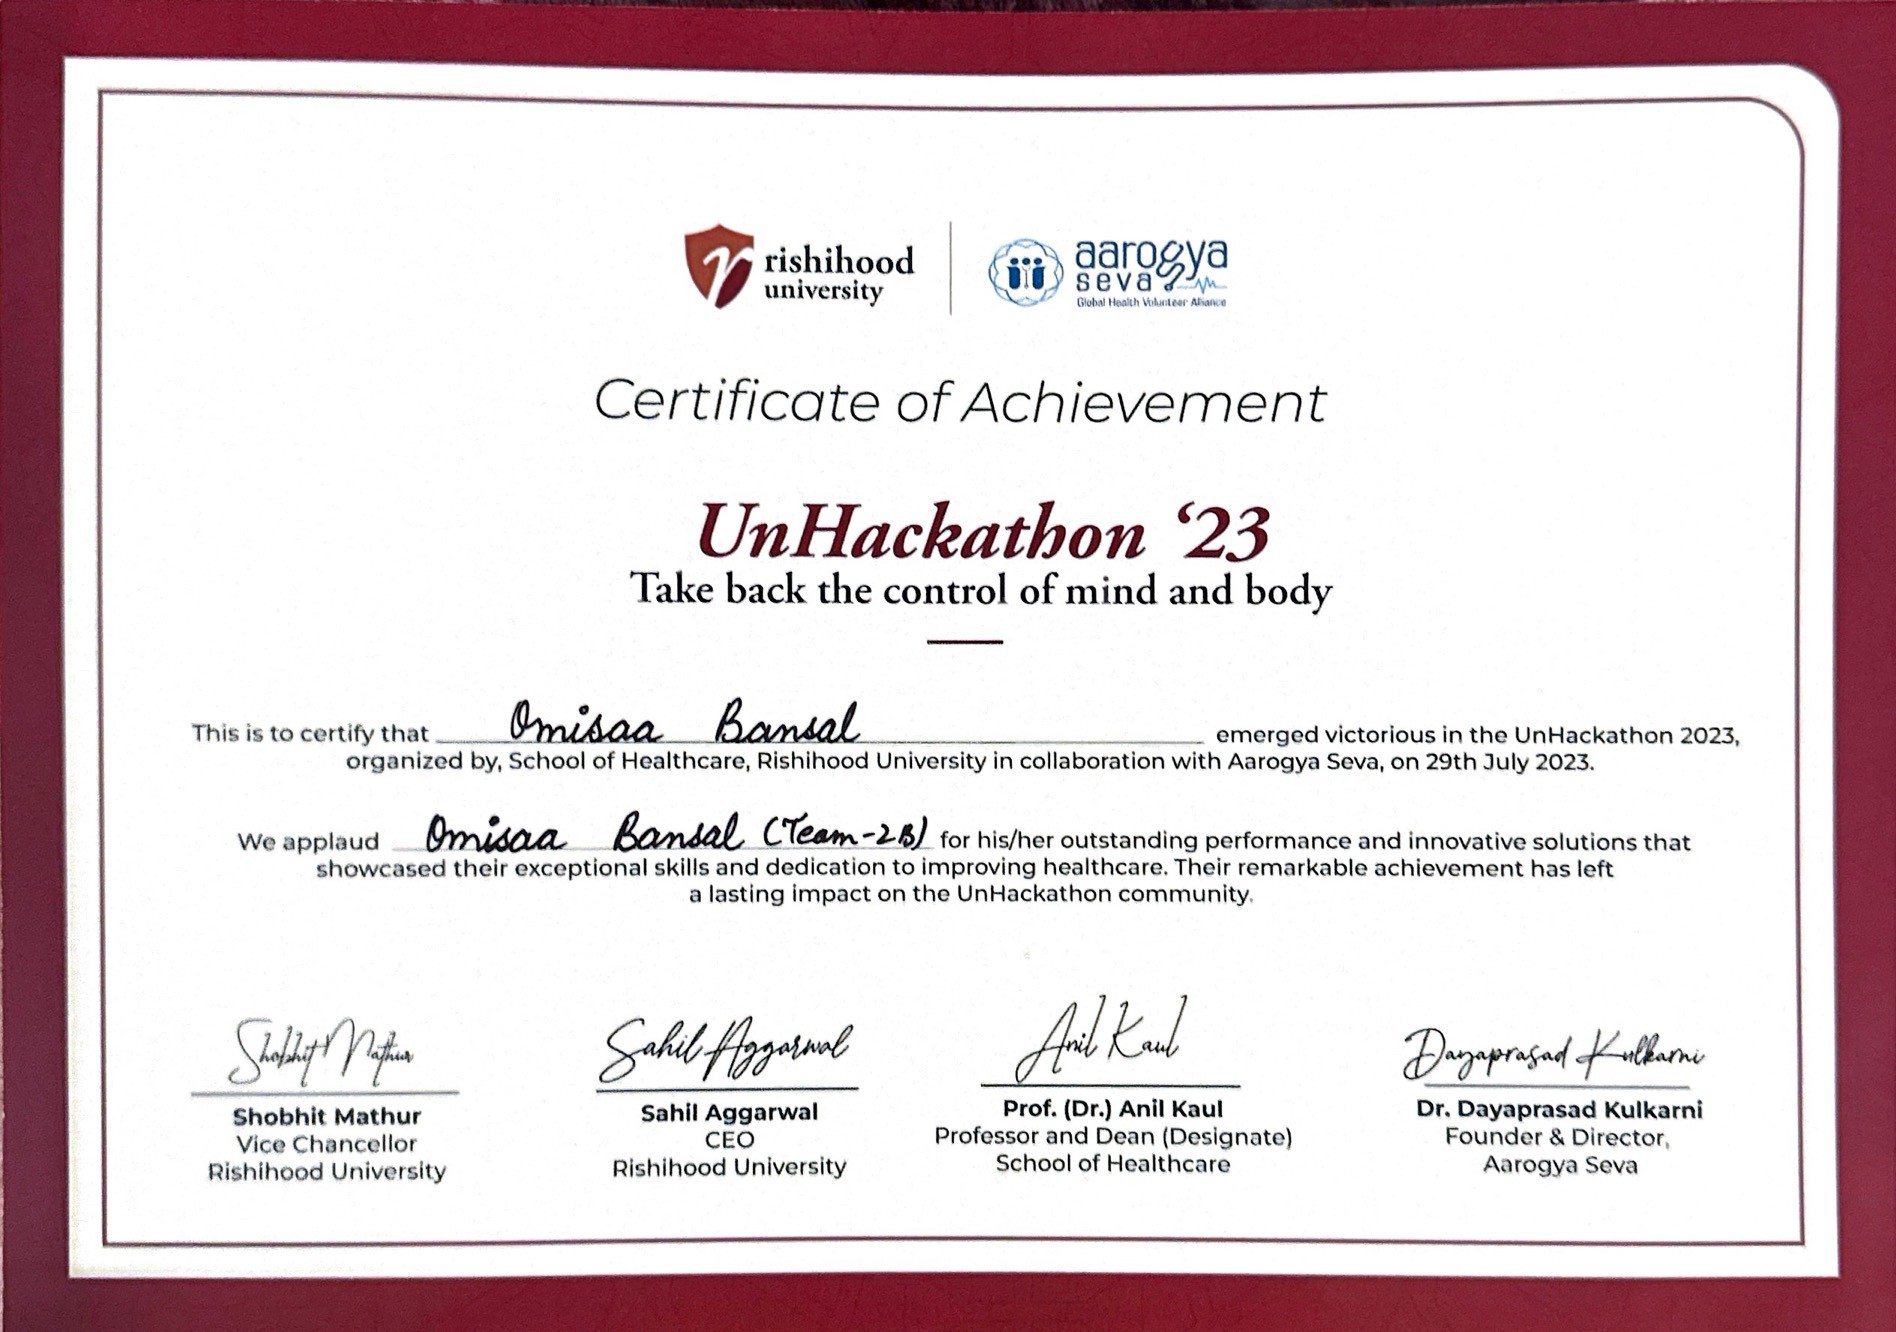 rishihood
university
aarogya
seva
Global Health Volunteer Alliance
Certificate of Achievement
UnHackathon ‘23
Take back the control of mind and body
This is to certify that Omisaa Bansal emerged victorious in the UnHackathon 2023,
organized by, School of Healthcare, Rishihood University in collaboration with Aarogya Seva, on 29th July 2023.
We applaud Omisaa Bansal (Team-2B) for his/her outstanding performance and innovative solutions that
showcased their exceptional skills and dedication to improving healthcare. Their remarkable achievement has left
a lasting impact on the UnHackathon community.
Shobhit Mathur
Shobhit Mathur
Vice Chancellor
Rishihood University
Sahil Aggarwal
Sahil Aggarwal
CEO
Rishihood University
Anil Kaul
Prof. (Dr.) Anil Kaul
Professor and Dean (Designate)
School of Healthcare
Dayaprasad Kulkarni
Dr. Dayaprasad Kulkarni
Founder & Director,
Aarogya Seva